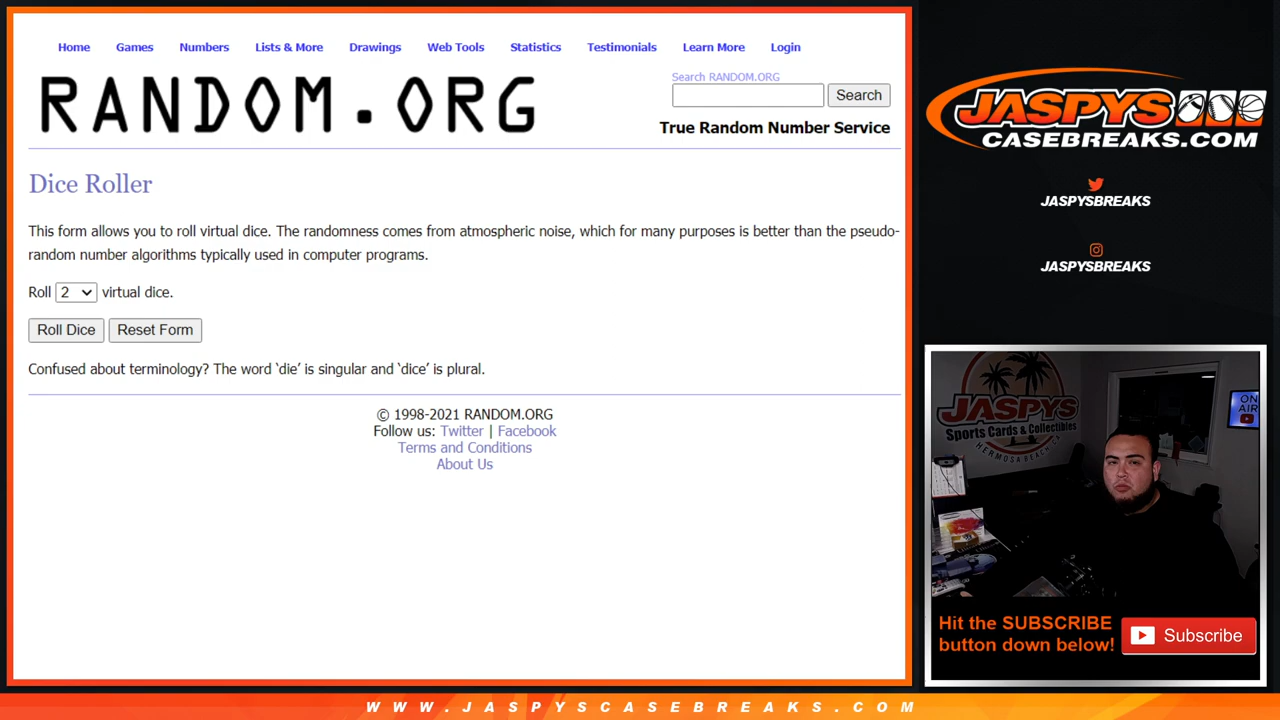 Home Games Numbers Lists & More Drawings Web Tools Statistics Testimonials Learn More Login
RANDOM.ORG
Search RANDOM.ORG
Search
True Random Number Service
Dice Roller
This form allows you to roll virtual dice. The randomness comes from atmospheric noise, which for many purposes is better than the pseudo-
random number algorithms typically used in computer programs.
Roll 2 virtual dice.
Roll Dice Reset Form
Confused about terminology? The word ‘die’ is singular and ‘dice’ is plural.
© 1998-2021 RANDOM.ORG
Follow us: Twitter | Facebook
Terms and Conditions
About Us
JASPYS
CASEBREAKS.COM
JASPYSBREAKS
JASPYSBREAKS
JASPYS
Sports Cards & Collectibles
HERMOSA BEACH, CA
ON
AIR
Hit the SUBSCRIBE
button down below!
Subscribe
WWW.JASPYSCASEBREAKS.COM